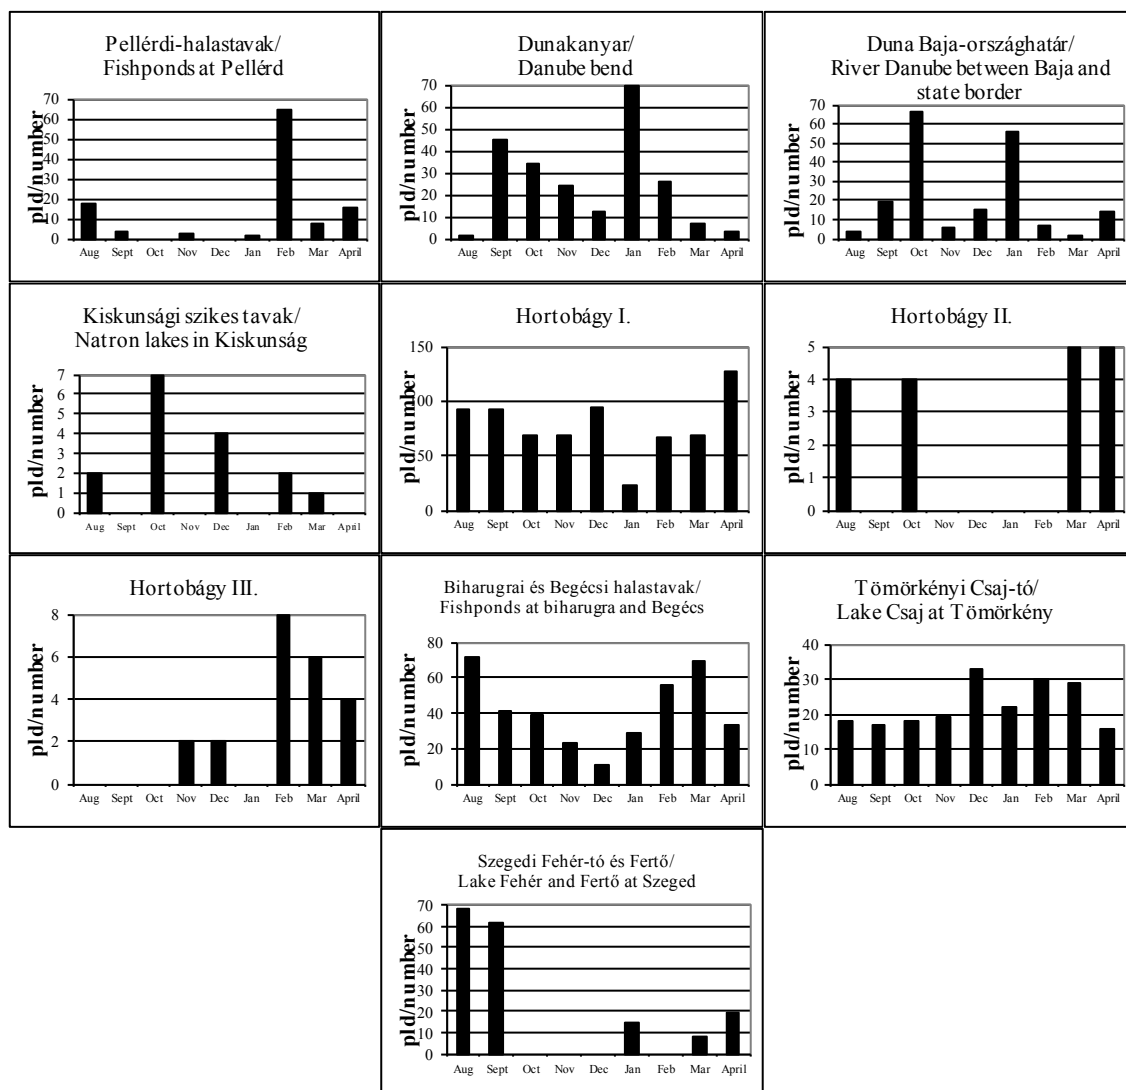 Pellérdi-halastavak/
Fishponds at Pellérd
pld/number
70
60
50
40
30
20
10
0
Aug Sept Oct Nov Dec Jan Feb Mar April
Dunakanyar/
Danube bend
pld/number
70
60
50
40
30
20
10
0
Aug Sept Oct Nov Dec Jan Feb Mar April
Duna Baja-országhatár/
River Danube between Baja and
state border
pld/number
70
60
50
40
30
20
10
0
Aug Sept Oct Nov Dec Jan Feb Mar April
Kiskunsági szikes tavak/
Natron lakes in Kiskunság
pld/number
7
6
5
4
3
2
1
0
Aug Sept Oct Nov Dec Jan Feb Mar April
Hortobágy I.
pld/number
150
100
50
0
Aug Sept Oct Nov Dec Jan Feb Mar April
Hortobágy II.
pld/number
5
4
3
2
1
0
Aug Sept Oct Nov Dec Jan Feb Mar April
Hortobágy III.
pld/number
8
6
4
2
0
Aug Sept Oct Nov Dec Jan Feb Mar April
Biharugrai és Begécsi halastavak/
Fishponds at biharugra and Begécs
pld/number
80
60
40
20
0
Aug Sept Oct Nov Dec Jan Feb Mar April
Tömörkényi Csaj-tó/
Lake Csaj at Tömörkény
pld/number
40
30
20
10
0
Aug Sept Oct Nov Dec Jan Feb Mar April
Szegedi Fehér-tó és Fertő/
Lake Fehér and Fertő at Szeged
pld/number
70
60
50
40
30
20
10
0
Aug Sept Oct Nov Dec Jan Feb Mar April